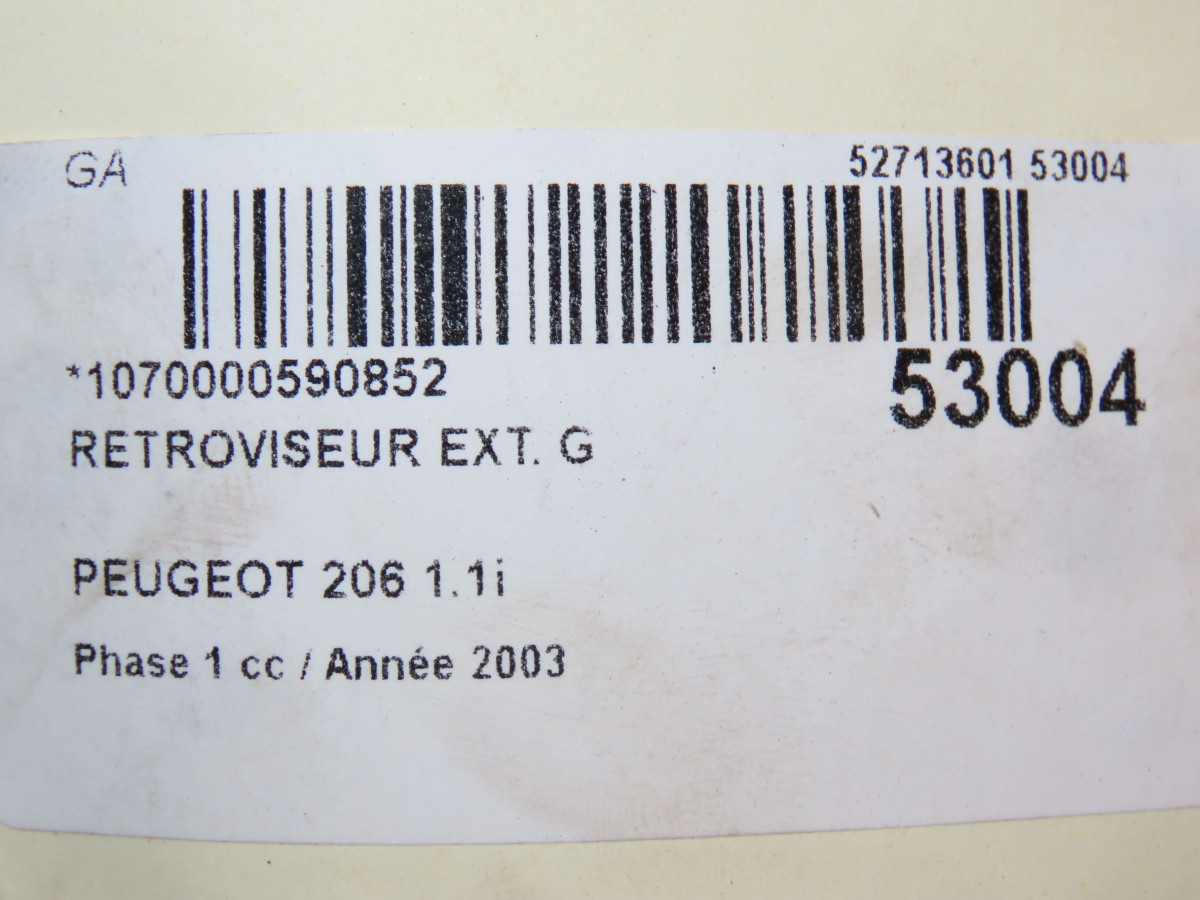 GA
52713601 53004
*1070000590852
53004
RETROVISEUR EXT. G
PEUGEOT 206 1.1i
Phase 1 cc / Année 2003